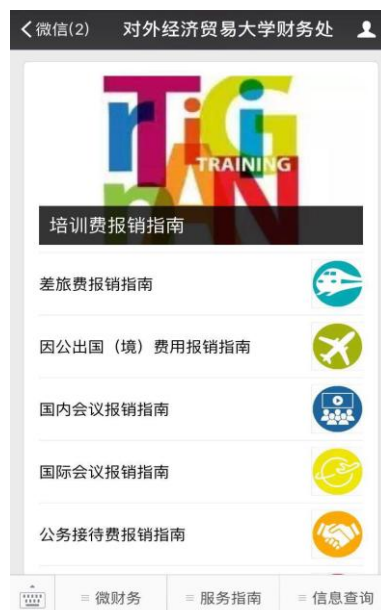 微信(2)
对外经济贸易大学财务处
TRAINING
培训费报销指南
差旅费报销指南
因公出国（境）费用报销指南
国内会议报销指南
国际会议报销指南
公务接待费报销指南
微财务
服务指南
信息查询